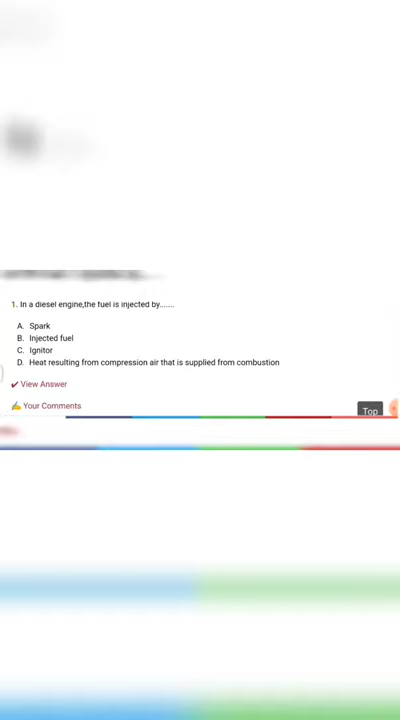 1. In a diesel engine,the fuel is injected by.......
A. Spark
B. Injected fuel
C. Ignitor
D. Heat resulting from compression air that is supplied from combustion
✔ View Answer
✍ Your Comments
Top